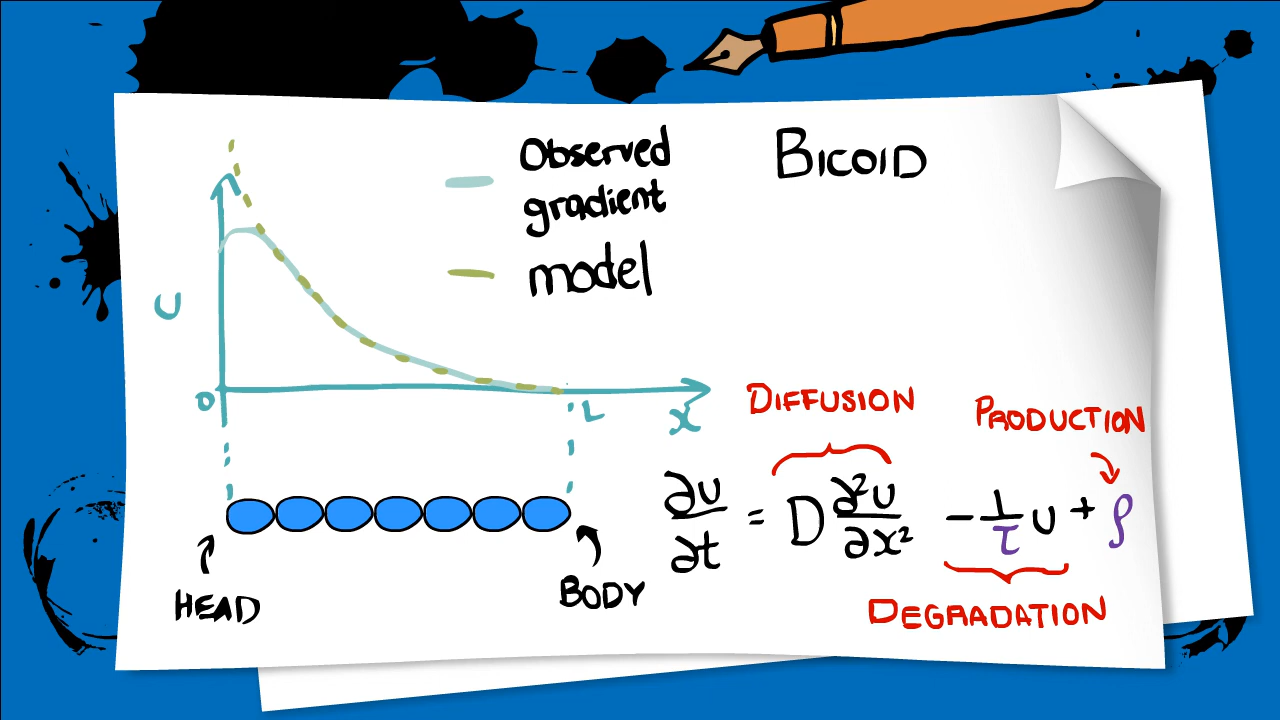 Observed
gradient
model
BICOID
U
0
L
x
HEAD
BODY
DIFFUSION
PRODUCTION
∂u/∂t = D ∂²u/∂x² - 1/τ u + ρ
DEGRADATION